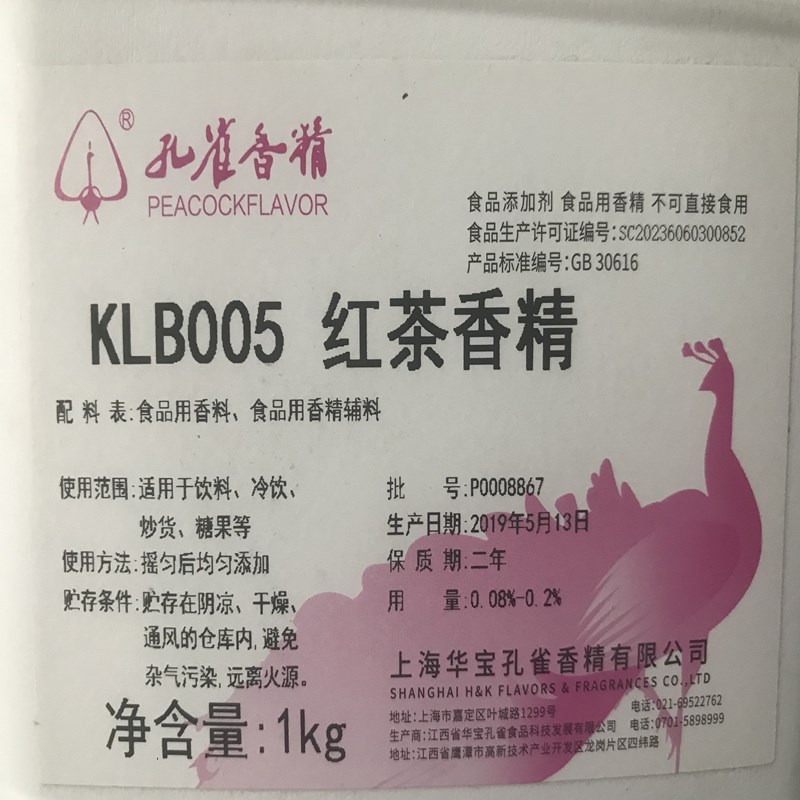 ®
孔雀香精
PEACOCKFLAVOR
食品添加剂 食品用香精 不可直接食用
食品生产许可证编号:SC20236060300852
产品标准编号:GB 30616
KLB005 红茶香精
配 料 表:食品用香料、食品用香精辅料
使用范围:适用于饮料、冷饮、
炒货、糖果等
使用方法:摇匀后均匀添加
贮存条件:贮存在阴凉、干燥、
通风的仓库内,避免
杂气污染,远离火源。
净含量:1kg
批 号:P0008867
生产日期:2019年5月13日
保 质 期:二年
用 量:0.08%-0.2%
上海华宝孔雀香精有限公司
SHANGHAI H&K FLAVORS & FRAGRANCES CO.,LTD
地址:上海市嘉定区叶城路1299号 电话:021-69522762
生产商:江西省华宝孔雀食品科技发展有限公司 电话:0701-5898999
地址:江西省鹰潭市高新技术产业开发区龙岗片区四纬路